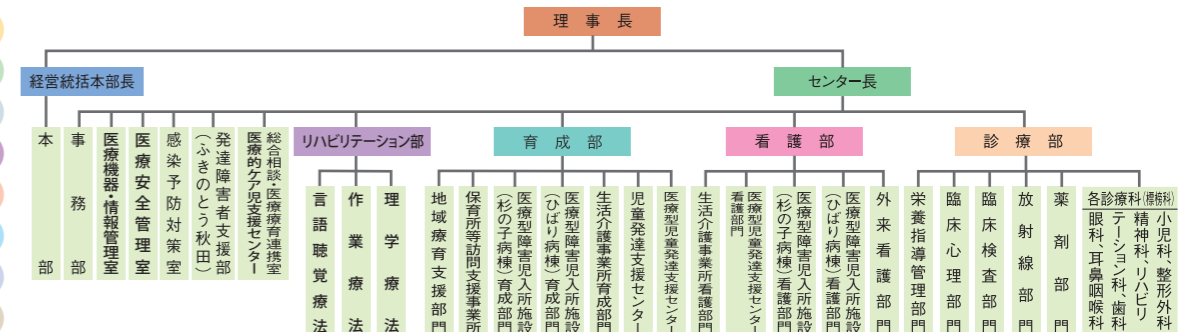 理事長
経営統括本部長
センター長
本部
事務部
医療機器・情報管理室
医療安全管理室
感染予防対策室
発達障害者支援部
(ふきのとう秋田)
総合相談・医療療育連携室
医療的ケア児支援センター
リハビリテーション部
育成部
看護部
診療部
言語聴覚療法
作業療法
理学療法
地域療育支援部門
保育所等訪問支援事業所
医療型障害児入所施設
(杉の子病棟)育成部門
医療型障害児入所施設
(ひばり病棟)育成部門
生活介護事業所育成部門
児童発達支援センター
医療型児童発達支援センター
生活介護事業所看護部門
医療型児童発達支援センター
看護部門
医療型障害児入所施設
(杉の子病棟)看護部門
医療型障害児入所施設
(ひばり病棟)看護部門
外来看護部門
栄養指導管理部門
臨床心理部門
臨床検査部門
放射線部門
薬剤部門
各診療科(標榜科)
小児科、整形外科
精神科、リハビリ
テーション科、歯科
眼科、耳鼻咽喉科